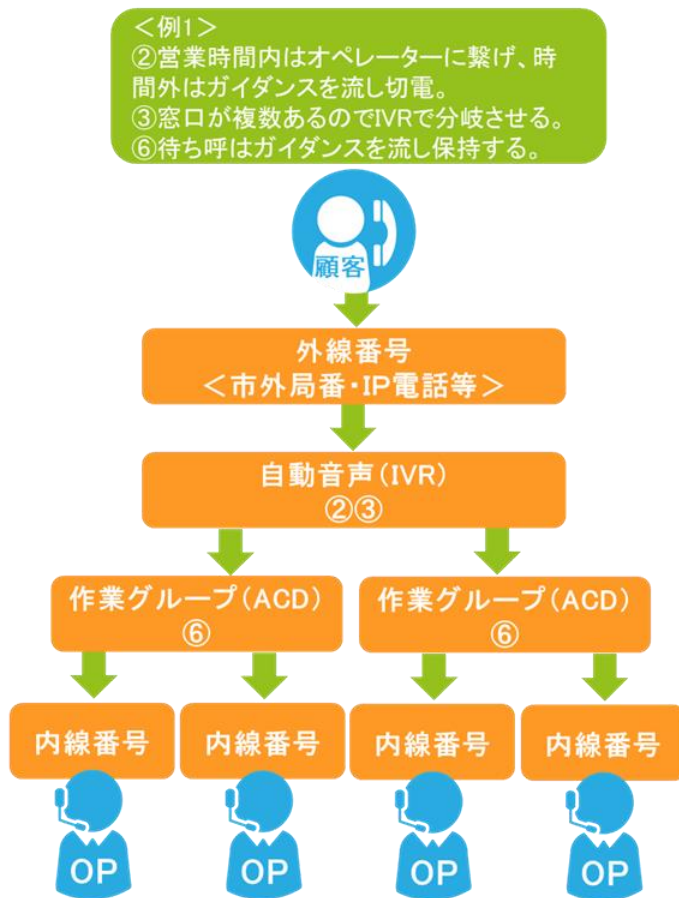 ＜例1＞
②営業時間内はオペレーターに繋げ、時
間外はガイダンスを流し切電。
③窓口が複数あるのでIVRで分岐させる。
⑥待ち呼はガイダンスを流し保持する。
顧客
外線番号
＜市外局番・IP電話等＞
自動音声(IVR)
②③
作業グループ(ACD)
⑥
作業グループ(ACD)
⑥
内線番号
内線番号
内線番号
内線番号
OP
OP
OP
OP